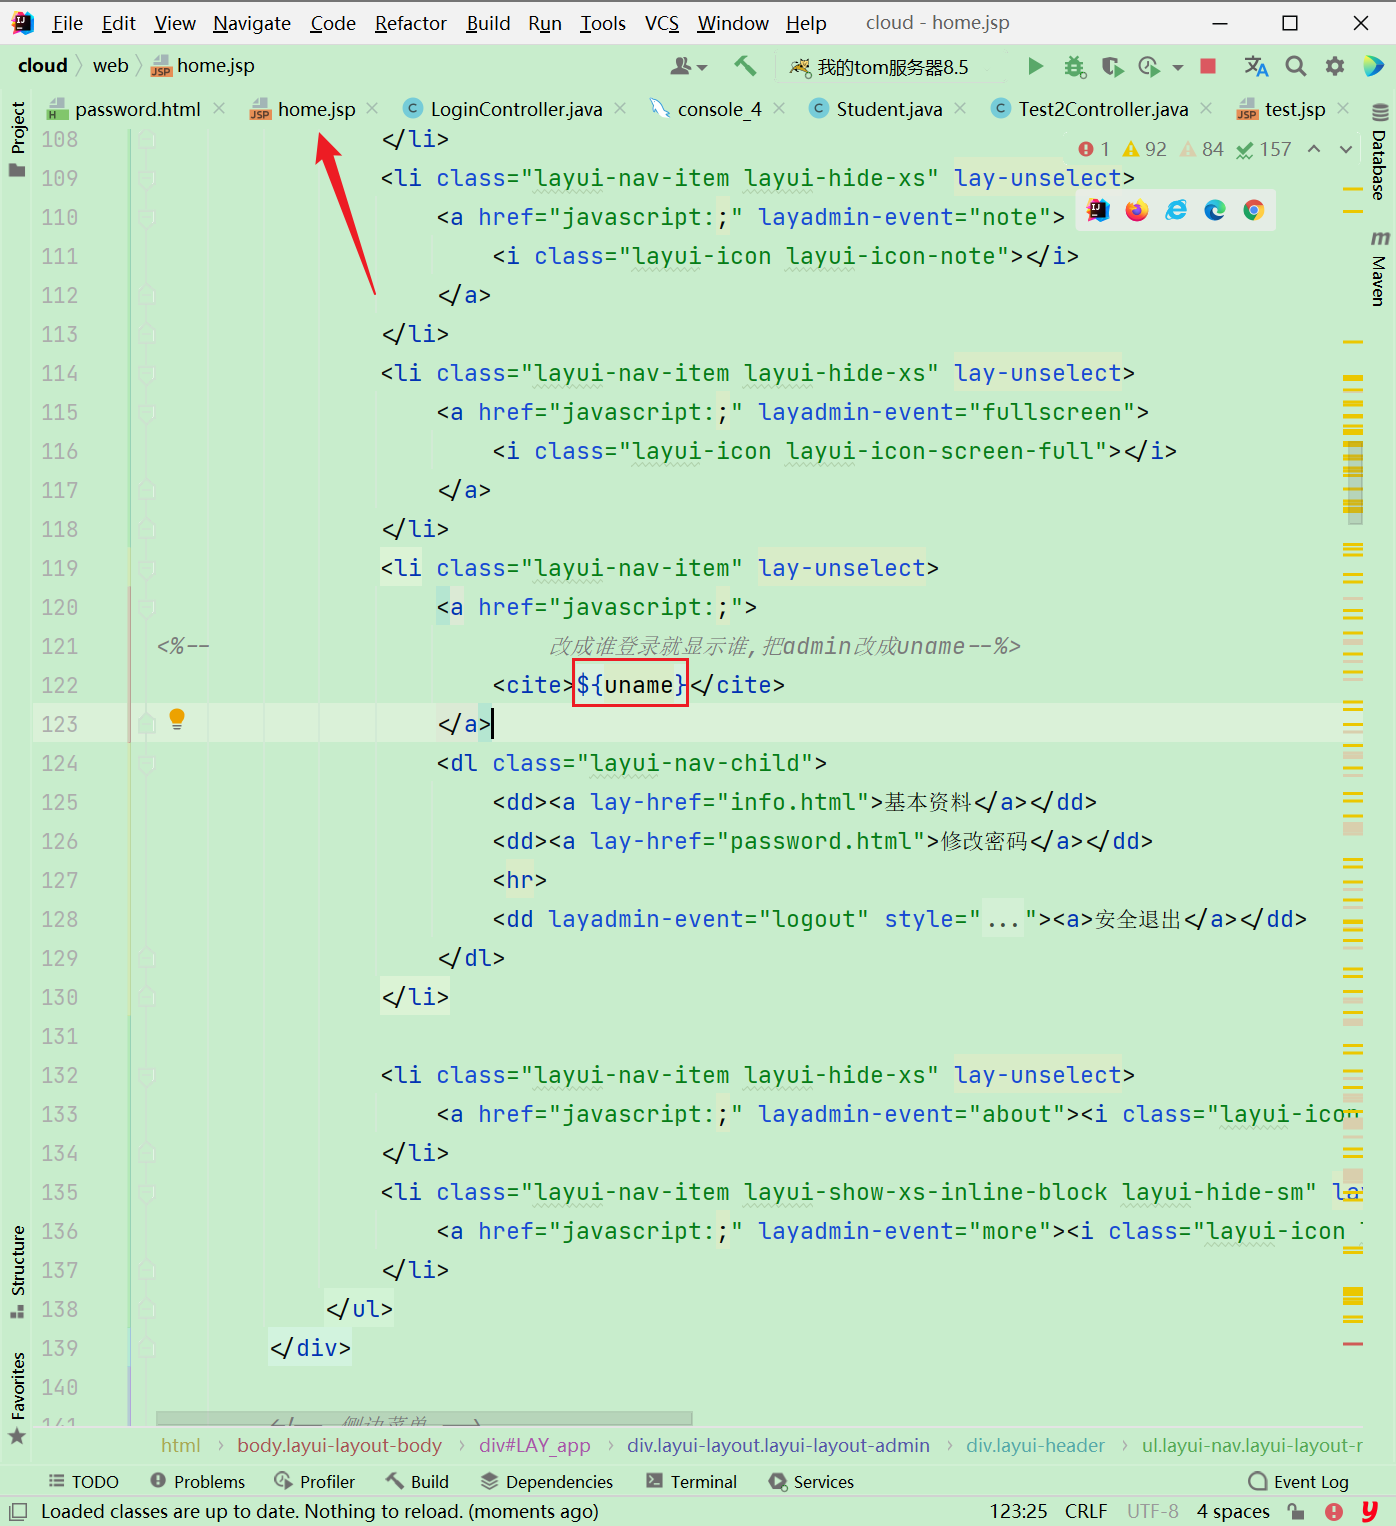 File Edit View Navigate Code Refactor Build Run Tools VCS Window Help cloud - home.jsp
cloud web home.jsp 我的tom服务器8.5
password.html home.jsp LoginController.java console_4 Student.java Test2Controller.java test.jsp
Project
Database
Maven
Structure
Favorites
1 92 84 157
108 </li>
109 <li class="layui-nav-item layui-hide-xs" lay-unselect>
110 <a href="javascript:;" layadmin-event="note">
111 <i class="layui-icon layui-icon-note"></i>
112 </a>
113 </li>
114 <li class="layui-nav-item layui-hide-xs" lay-unselect>
115 <a href="javascript:;" layadmin-event="fullscreen">
116 <i class="layui-icon layui-icon-screen-full"></i>
117 </a>
118 </li>
119 <li class="layui-nav-item" lay-unselect>
120 <a href="javascript:;">
121 <%-- 改成谁登录就显示谁,把admin改成uname--%>
122 <cite>${uname}</cite>
123 </a>
124 <dl class="layui-nav-child">
125 <dd><a lay-href="info.html">基本资料</a></dd>
126 <dd><a lay-href="password.html">修改密码</a></dd>
127 <hr>
128 <dd layadmin-event="logout" style="..."><a>安全退出</a></dd>
129 </dl>
130 </li>
131
132 <li class="layui-nav-item layui-hide-xs" lay-unselect>
133 <a href="javascript:;" layadmin-event="about"><i class="layui-icon
134 </li>
135 <li class="layui-nav-item layui-show-xs-inline-block layui-hide-sm" la
136 <a href="javascript:;" layadmin-event="more"><i class="layui-icon
137 </li>
138 </ul>
139 </div>
140
141 <!-- 侧边菜单 -->
html body.layui-layout-body div#LAY_app div.layui-layout.layui-layout-admin div.layui-header ul.layui-nav.layui-layout-r
TODO Problems Profiler Build Dependencies Terminal Services Event Log
Loaded classes are up to date. Nothing to reload. (moments ago) 123:25 CRLF UTF-8 4 spaces